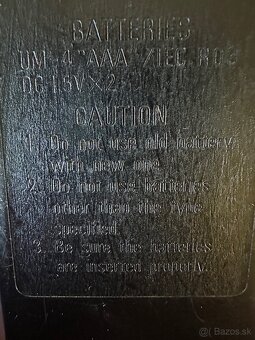 BATTERIES
UM-4 "AAA"/IEC R03
DC 1.5V×2
CAUTION
1. Do not use old battery
with new one.
2. Do not use batteries
other than the type
specified.
3. Be sure the batteries
are inserred properly.
© Bazos.sk